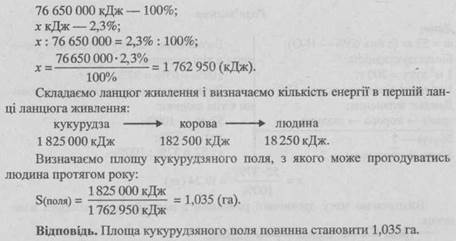 76 650 000 кДж — 100%;
x кДж — 2,3%;
x : 76 650 000 = 2,3% : 100%;
x = 76650 000 · 2,3% / 100% = 1 762 950 (кДж).
Складаємо ланцюг живлення і визначаємо кількість енергії в першій лан-
ці ланцюга живлення:
кукурудза → корова → людина
1 825 000 кДж 182 500 кДж 18 250 кДж.
Визначаємо площу кукурудзяного поля, з якого може прогодуватись
людина протягом року:
S(поля) = 1 825 000 кДж / 1 762 950 кДж = 1,035 (га).
Відповідь. Площа кукурудзяного поля повинна становити 1,035 га.